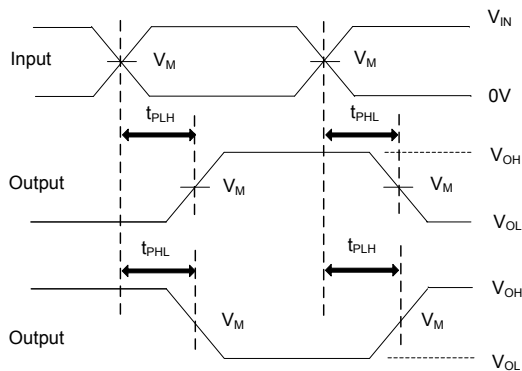 V_IN
Input
V_M
V_M
0V
t_PLH
t_PHL
V_OH
Output
V_M
V_M
V_OL
t_PHL
t_PLH
V_OH
V_M
V_M
Output
V_OL